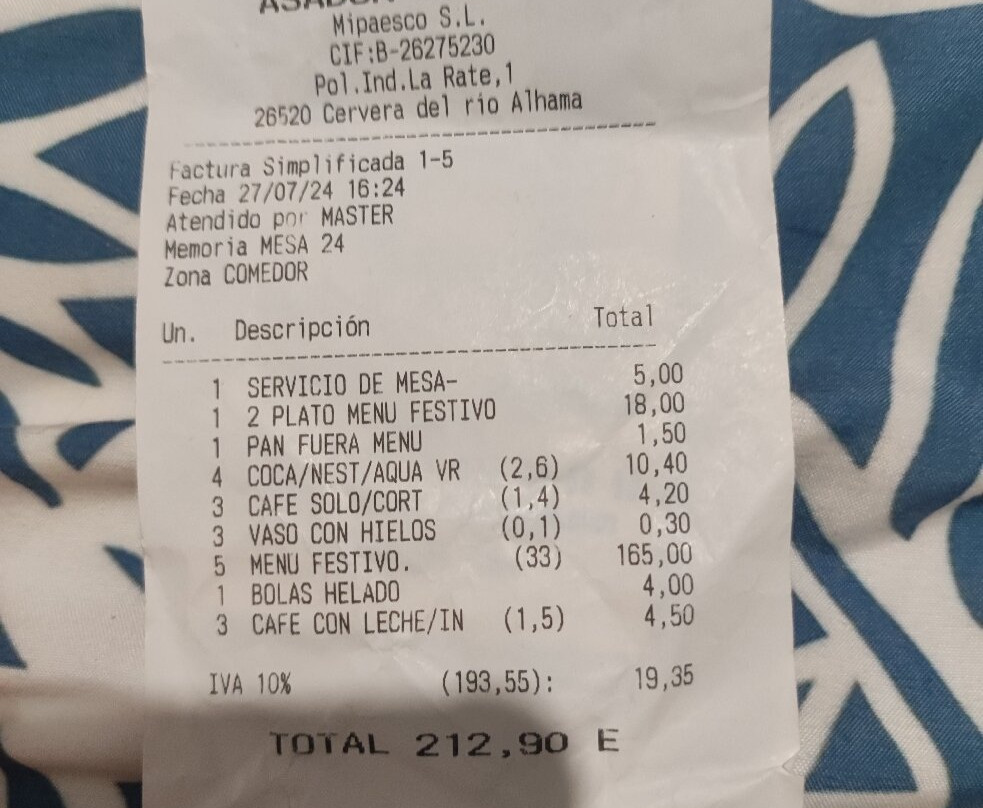 Mipaesco S.L.
CIF:B-26275230
Pol.Ind.La Rate,1
26520 Cervera del rio Alhama
Factura Simplificada 1-5
Fecha 27/07/24 16:24
Atendido por MASTER
Memoria MESA 24
Zona COMEDOR
Un. Descripción Total
1 SERVICIO DE MESA- 5,00
1 2 PLATO MENU FESTIVO 18,00
1 PAN FUERA MENU 1,50
4 COCA/NEST/AQUA VR (2,6) 10,40
3 CAFE SOLO/CORT (1,4) 4,20
3 VASO CON HIELOS (0,1) 0,30
5 MENU FESTIVO. (33) 165,00
1 BOLAS HELADO 4,00
3 CAFE CON LECHE/IN (1,5) 4,50
IVA 10% (193,55): 19,35
TOTAL 212,90 E